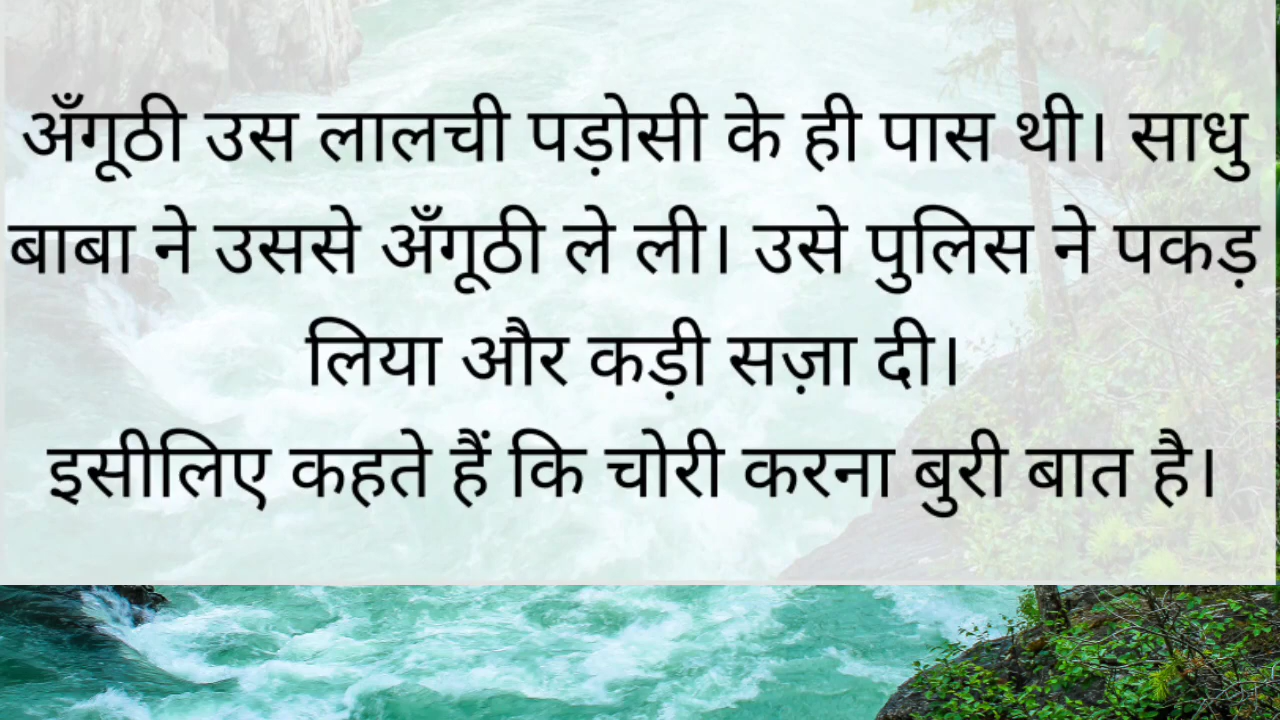 अँगूठी उस लालची पड़ोसी के ही पास थी। साधु
बाबा ने उससे अँगूठी ले ली। उसे पुलिस ने पकड़
लिया और कड़ी सज़ा दी।
इसीलिए कहते हैं कि चोरी करना बुरी बात है।